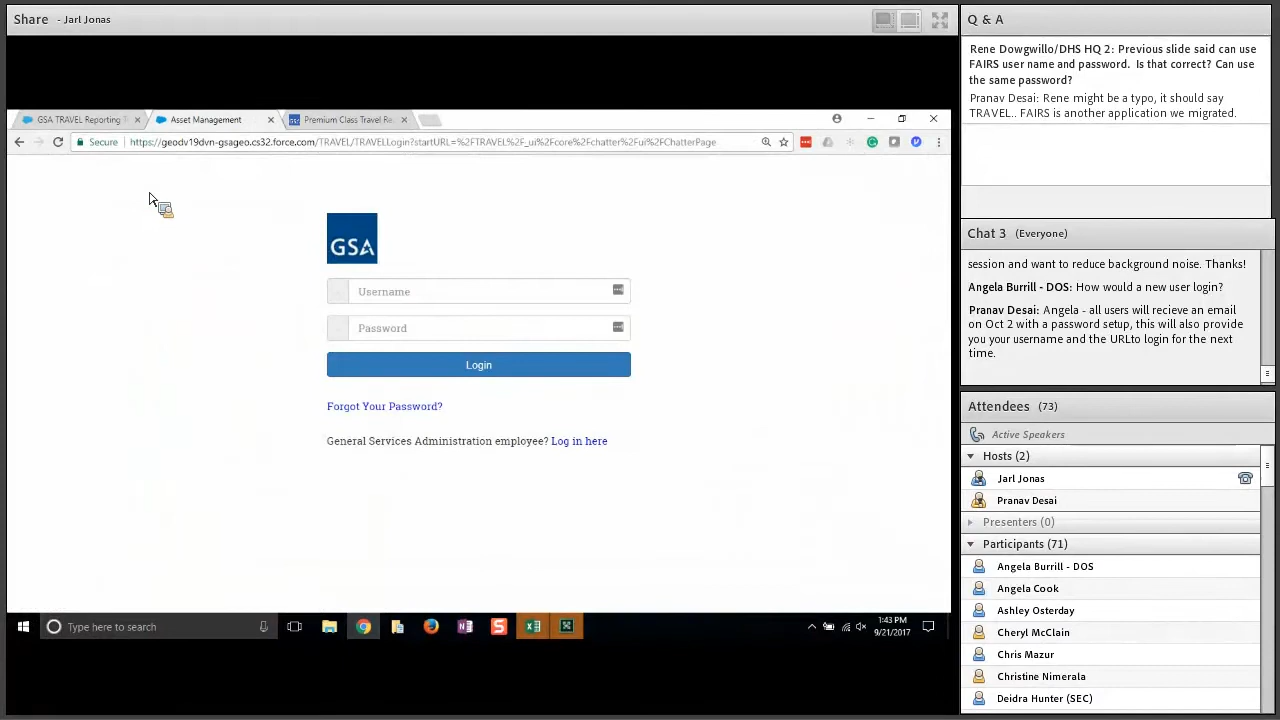 Share - Jarl Jonas
GSA TRAVEL Reporting T
Asset Management
Premium Class Travel Re
Secure
https://geodv19dvn-gsageo.cs32.force.com/TRAVEL/TRAVELLogin?startURL=%2FTRAVEL%2F_ui%2Fcore%2Fchatter%2Fui%2FChatterPage
GSA
Username
Password
Login
Forgot Your Password?
General Services Administration employee? Log in here
Type here to search
1:43 PM
9/21/2017
Q & A
Rene Dowgwillo/DHS HQ 2: Previous slide said can use
FAIRS user name and password. Is that correct? Can use
the same password?
Pranav Desai: Rene might be a typo, it should say
TRAVEL.. FAIRS is another application we migrated.
Chat 3 (Everyone)
session and want to reduce background noise. Thanks!
Angela Burrill - DOS: How would a new user login?
Pranav Desai: Angela - all users will recieve an email
on Oct 2 with a password setup, this will also provide
you your username and the URLto login for the next
time.
Attendees (73)
Active Speakers
Hosts (2)
Jarl Jonas
Pranav Desai
Presenters (0)
Participants (71)
Angela Burrill - DOS
Angela Cook
Ashley Osterday
Cheryl McClain
Chris Mazur
Christine Nimerala
Deidra Hunter (SEC)